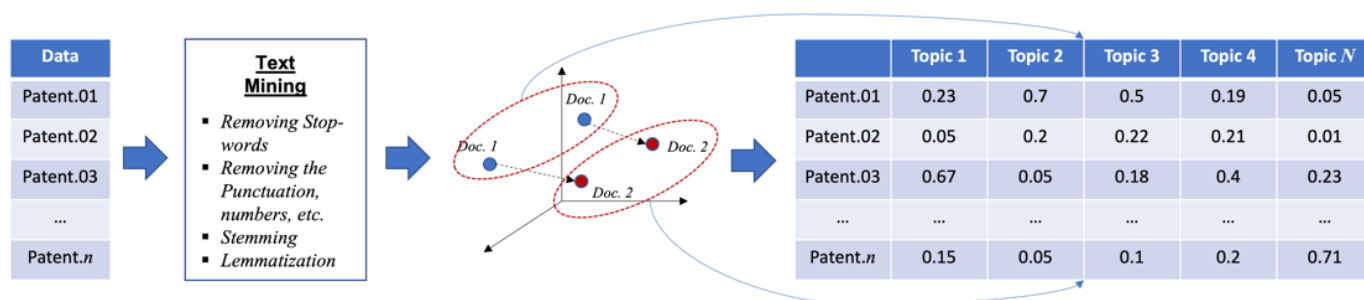 Data
Patent.01
Patent.02
Patent.03
...
Patent.n
Text
Mining
▪ Removing Stop-
words
▪ Removing the
Punctuation,
numbers, etc.
▪ Stemming
▪ Lemmatization
Doc. 1
Doc. 1
Doc. 2
Doc. 2
Topic 1 Topic 2 Topic 3 Topic 4 Topic N
Patent.01 0.23 0.7 0.5 0.19 0.05
Patent.02 0.05 0.2 0.22 0.21 0.01
Patent.03 0.67 0.05 0.18 0.4 0.23
... ... ... ... ... ...
Patent.n 0.15 0.05 0.1 0.2 0.71